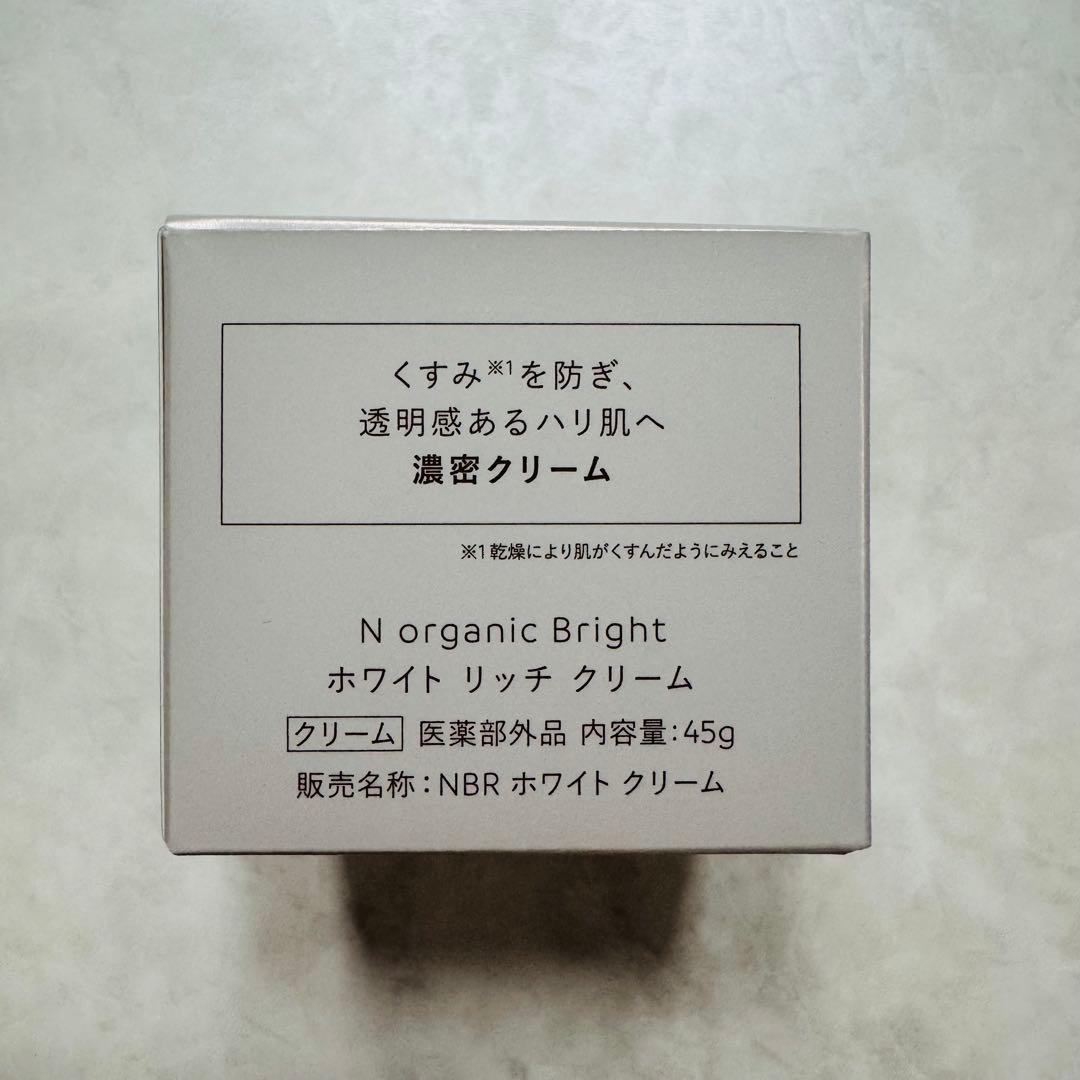 くすみ※1を防ぎ、
透明感あるハリ肌へ
濃密クリーム
※1 乾燥により肌がくすんだようにみえること
N organic Bright
ホワイト リッチ クリーム
クリーム 医薬部外品 内容量：45g
販売名称：NBR ホワイト クリーム